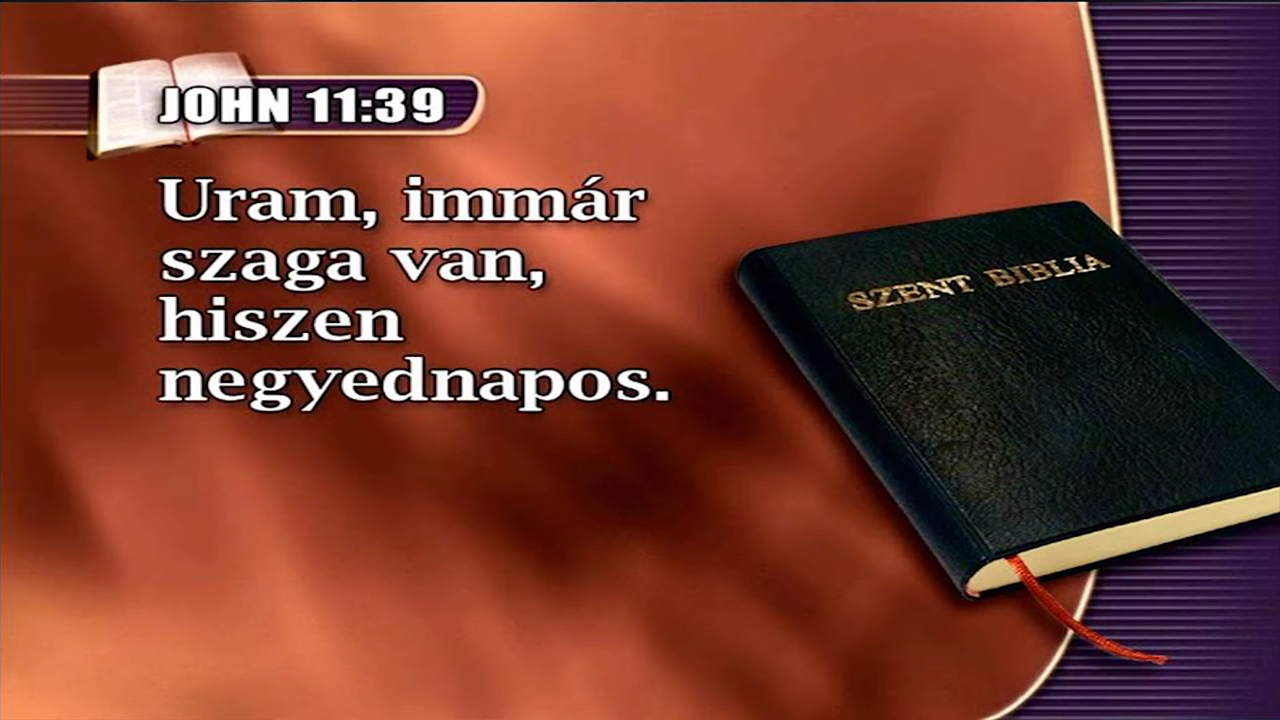 JOHN 11:39
Uram, immár
szaga van,
hiszen
negyednapos.
SZENT BIBLIA